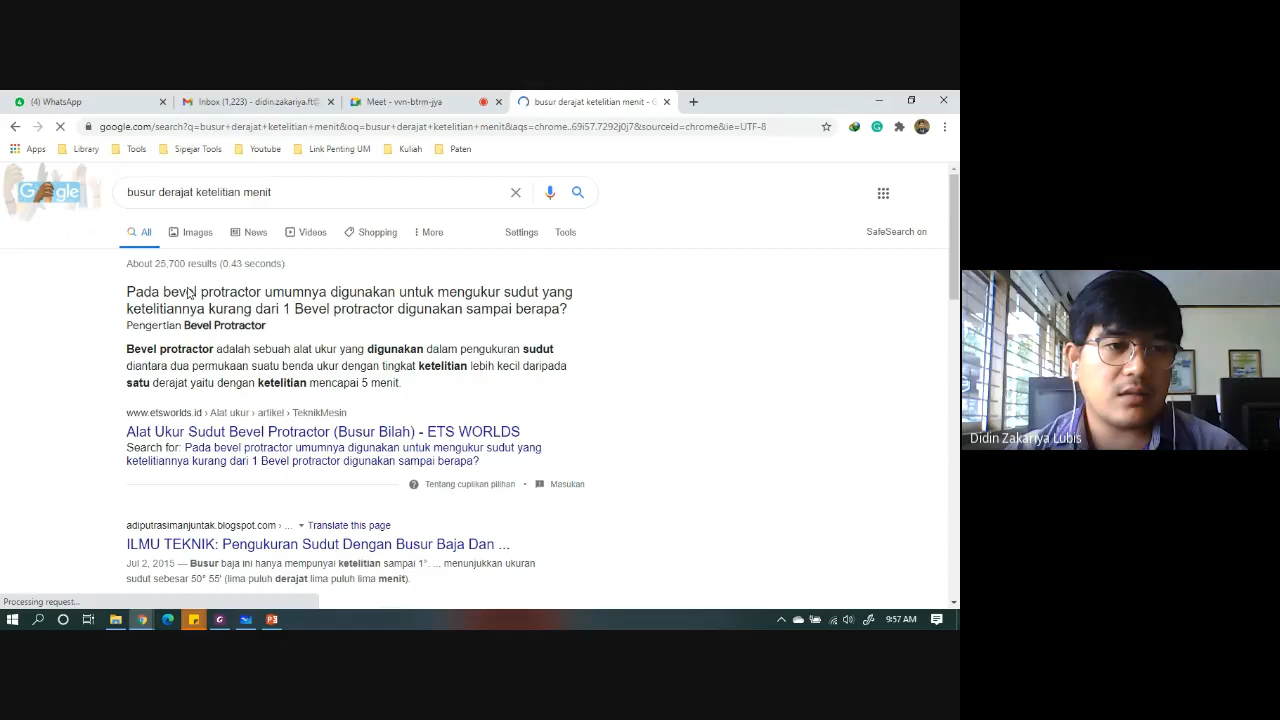 (4) WhatsApp
Inbox (1,223) - didin.zakariya.ft@
Meet - vvn-btrm-jya
busur derajat ketelitian menit - G
google.com/search?q=busur+derajat+ketelitian+menit&oq=busur+derajat+ketelitian+menit&aqs=chrome..69i57.7292j0j7&sourceid=chrome&ie=UTF-8
Apps
Library
Tools
Sipejar Tools
Youtube
Link Penting UM
Kuliah
Paten
Google
busur derajat ketelitian menit
All
Images
News
Videos
Shopping
More
Settings
Tools
SafeSearch on
About 25,700 results (0.43 seconds)
Pada bevel protractor umumnya digunakan untuk mengukur sudut yang
ketelitiannya kurang dari 1 Bevel protractor digunakan sampai berapa?
Pengertian Bevel Protractor
Bevel protractor adalah sebuah alat ukur yang digunakan dalam pengukuran sudut
diantara dua permukaan suatu benda ukur dengan tingkat ketelitian lebih kecil daripada
satu derajat yaitu dengan ketelitian mencapai 5 menit.
www.etsworlds.id › Alat ukur › artikel › TeknikMesin
Alat Ukur Sudut Bevel Protractor (Busur Bilah) - ETS WORLDS
Search for: Pada bevel protractor umumnya digunakan untuk mengukur sudut yang
ketelitiannya kurang dari 1 Bevel protractor digunakan sampai berapa?
Tentang cuplikan pilihan • Masukan
adiputrasimanjuntak.blogspot.com › ... Translate this page
ILMU TEKNIK: Pengukuran Sudut Dengan Busur Baja Dan ...
Jul 2, 2015 — Busur baja ini hanya mempunyai ketelitian sampai 1°. ... menunjukkan ukuran
sudut sebesar 50° 55' (lima puluh derajat lima puluh lima menit).
Processing request...
9:57 AM
Didin Zakariya Lubis